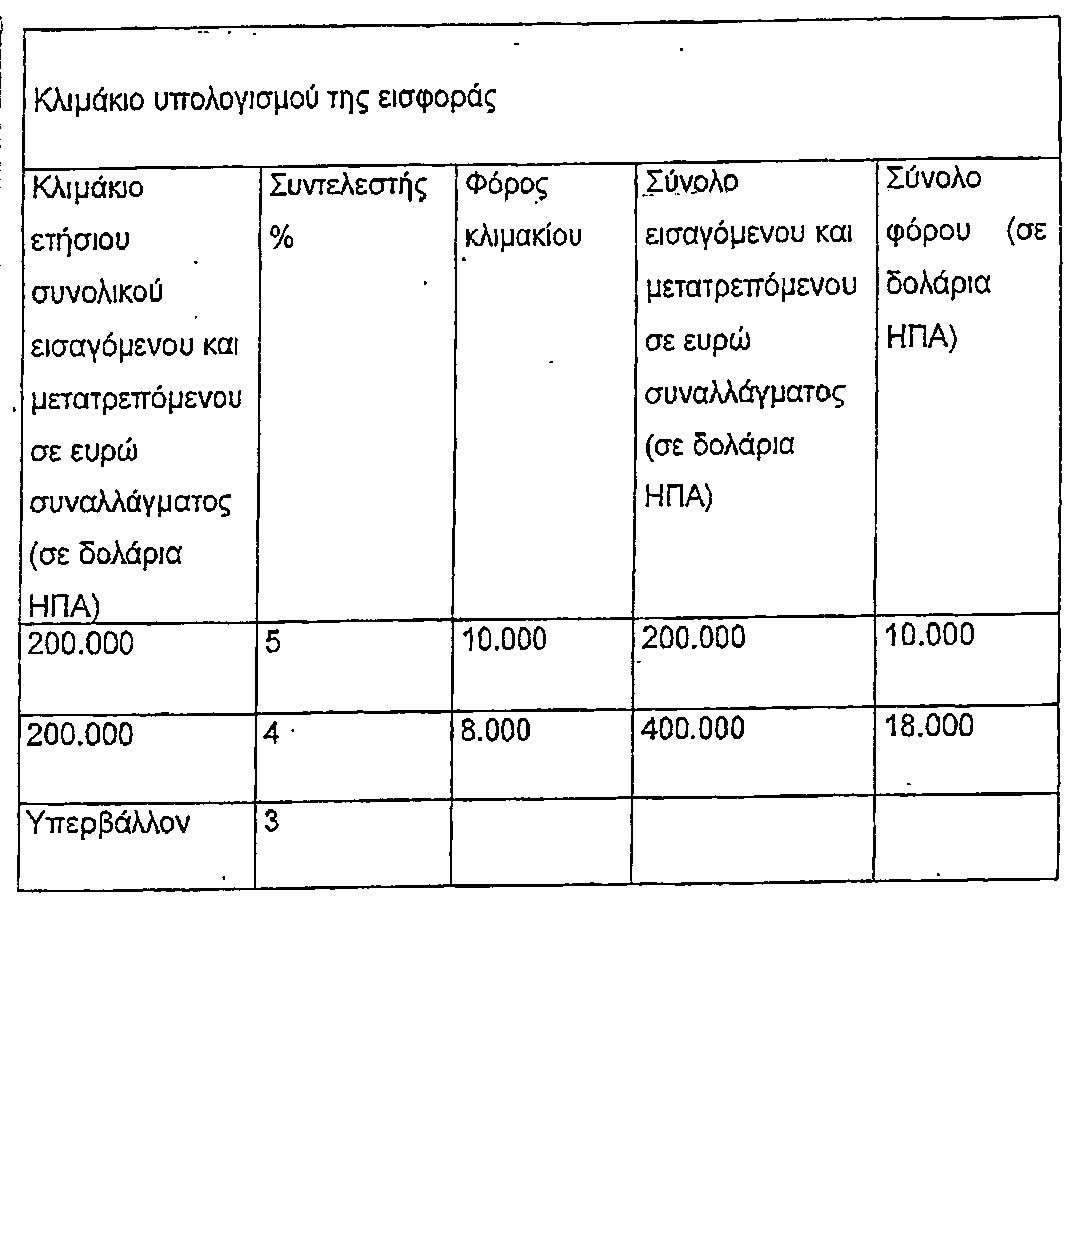 Κλιμάκιο υπολογισμού της εισφοράς
Κλιμάκιο
ετήσιου
συνολικού
εισαγόμενου και
μετατρεπόμενου
σε ευρώ
συναλλάγματος
(σε δολάρια
ΗΠΑ)
Συντελεστής
%
Φόρος
κλιμακίου
Σύνολο
εισαγόμενου και
μετατρεπόμενου
σε ευρώ
συναλλάγματος
(σε δολάρια
ΗΠΑ)
Σύνολο
φόρου (σε
δολάρια
ΗΠΑ)
200.000 5 10.000 200.000 10.000
200.000 4 8.000 400.000 18.000
Υπερβάλλον 3